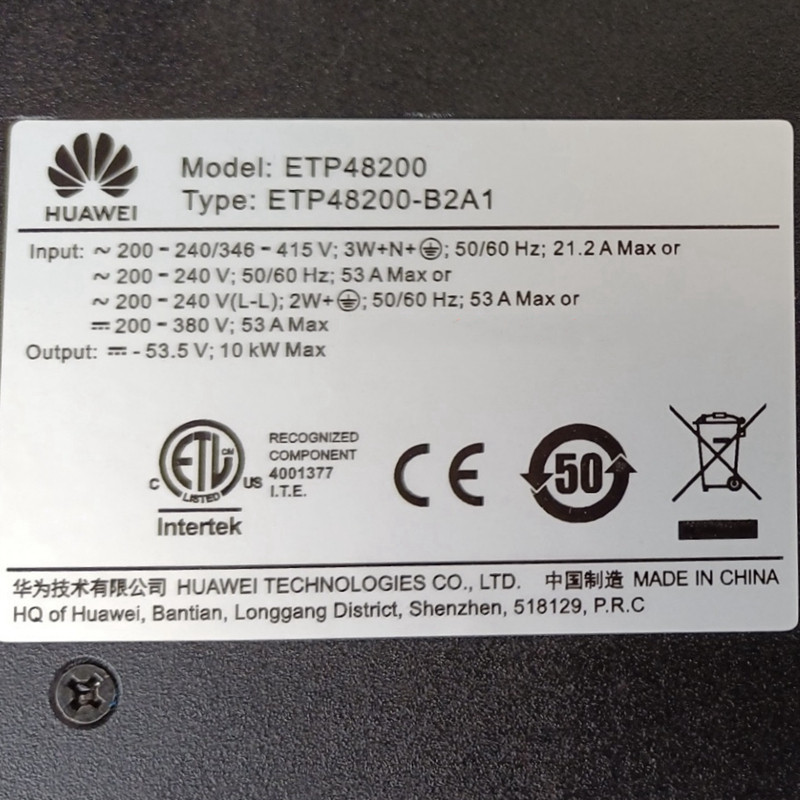 HUAWEI
Model: ETP48200
Type: ETP48200-B2A1
Input: ~ 200 - 240/346 - 415 V; 3W+N+⏚; 50/60 Hz; 21.2 A Max or
~ 200 - 240 V; 50/60 Hz; 53 A Max or
~ 200 - 240 V(L-L); 2W+⏚; 50/60 Hz; 53 A Max or
⎓ 200 - 380 V; 53 A Max
Output: ⎓ - 53.5 V; 10 kW Max
C ETL CM LISTED US
Intertek
RECOGNIZED
COMPONENT
4001377
I.T.E.
CE
50
华为技术有限公司 HUAWEI TECHNOLOGIES CO., LTD. 中国制造 MADE IN CHINA
HQ of Huawei, Bantian, Longgang District, Shenzhen, 518129, P.R.C